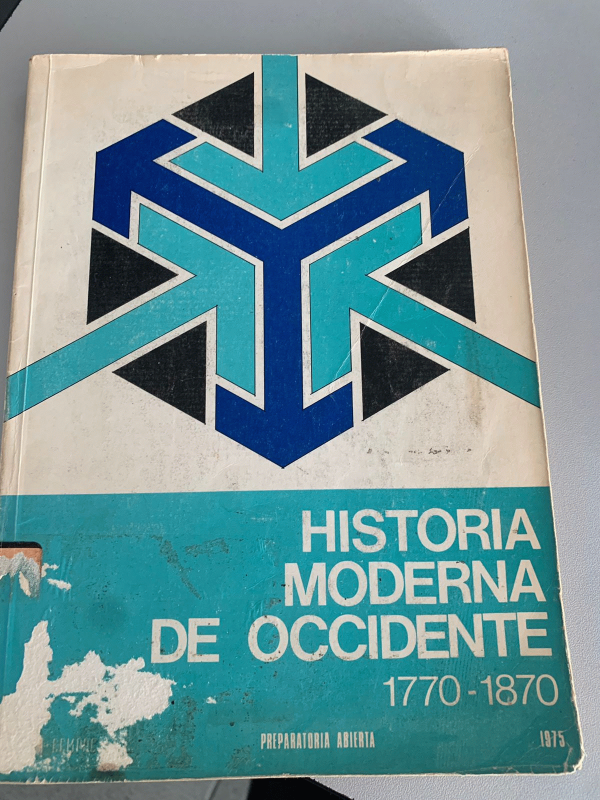 HISTORIA
MODERNA
DE OCCIDENTE
1770-1870
PREPARATORIA ABIERTA
1975